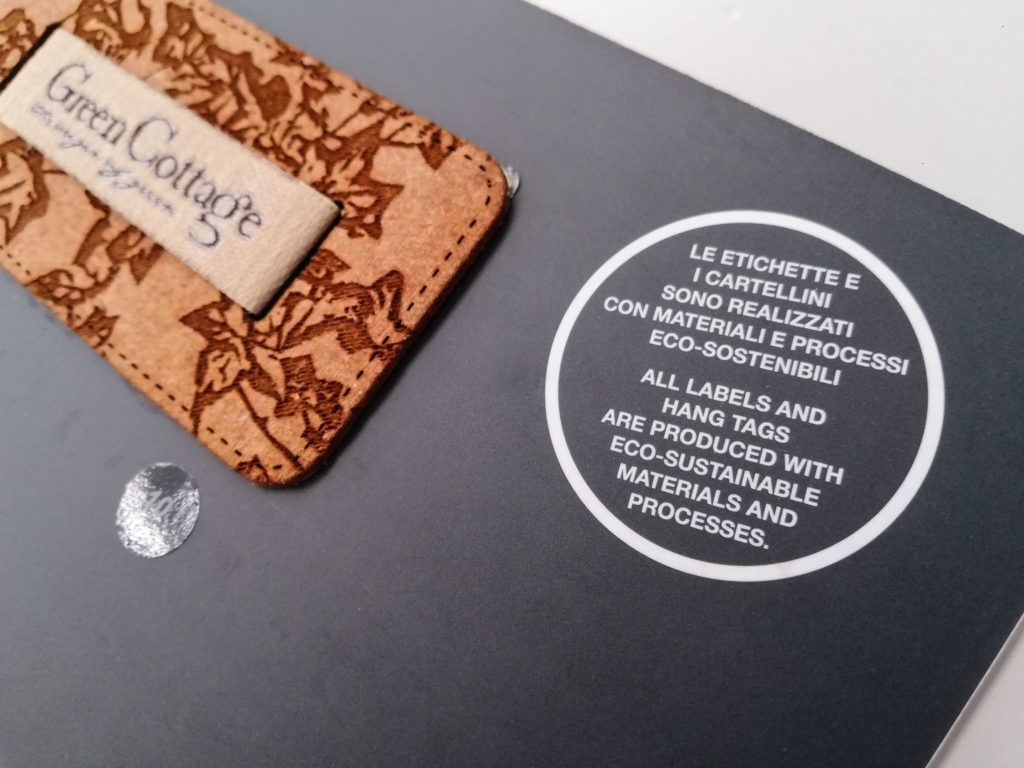 Green Cottage
LE ETICHETTE E
I CARTELLINI
SONO REALIZZATI
CON MATERIALI E PROCESSI
ECO-SOSTENIBILI
ALL LABELS AND
HANG TAGS
ARE PRODUCED WITH
ECO-SUSTAINABLE
MATERIALS AND
PROCESSES.